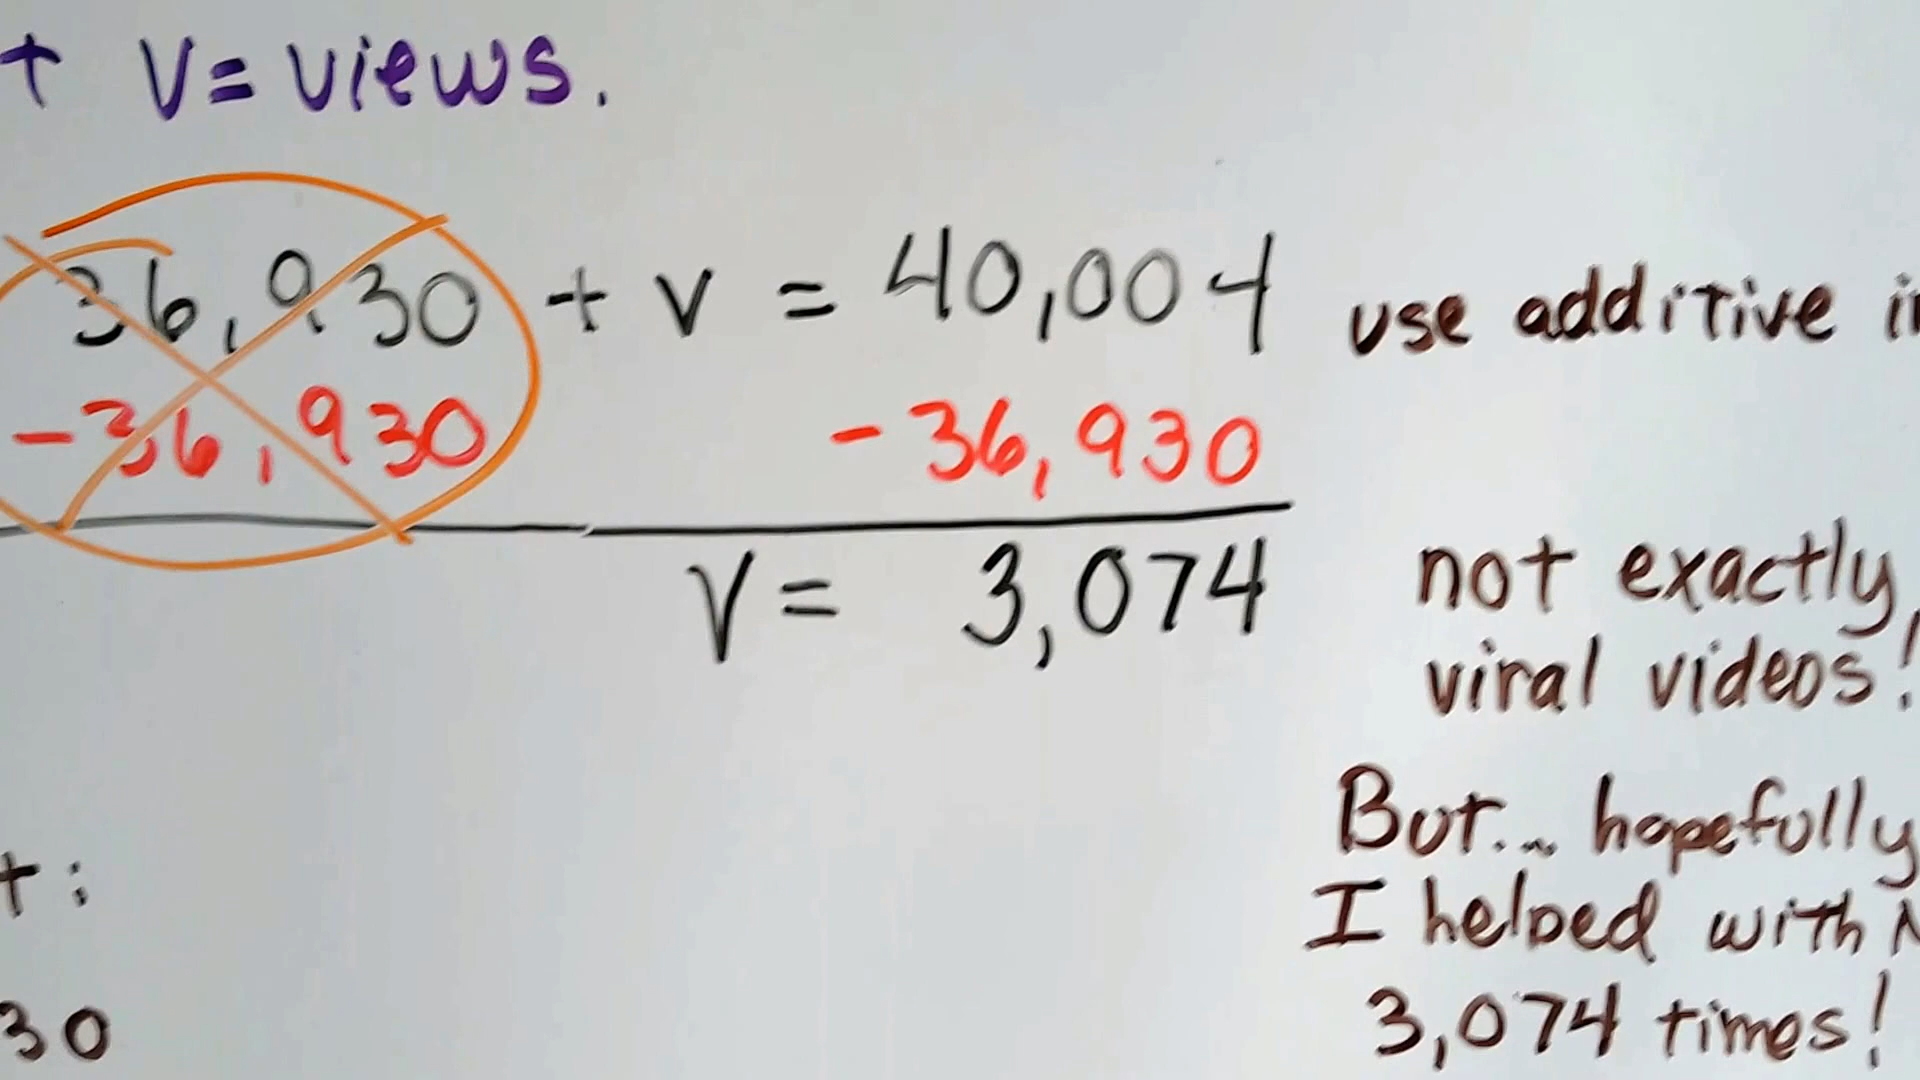 t V = views.
36,930 + v = 40,004 use additive
-36,930 -36,930
v = 3,074
not exactly
viral videos!
But... hopefully
I helped with
t:
3,074 times!
30